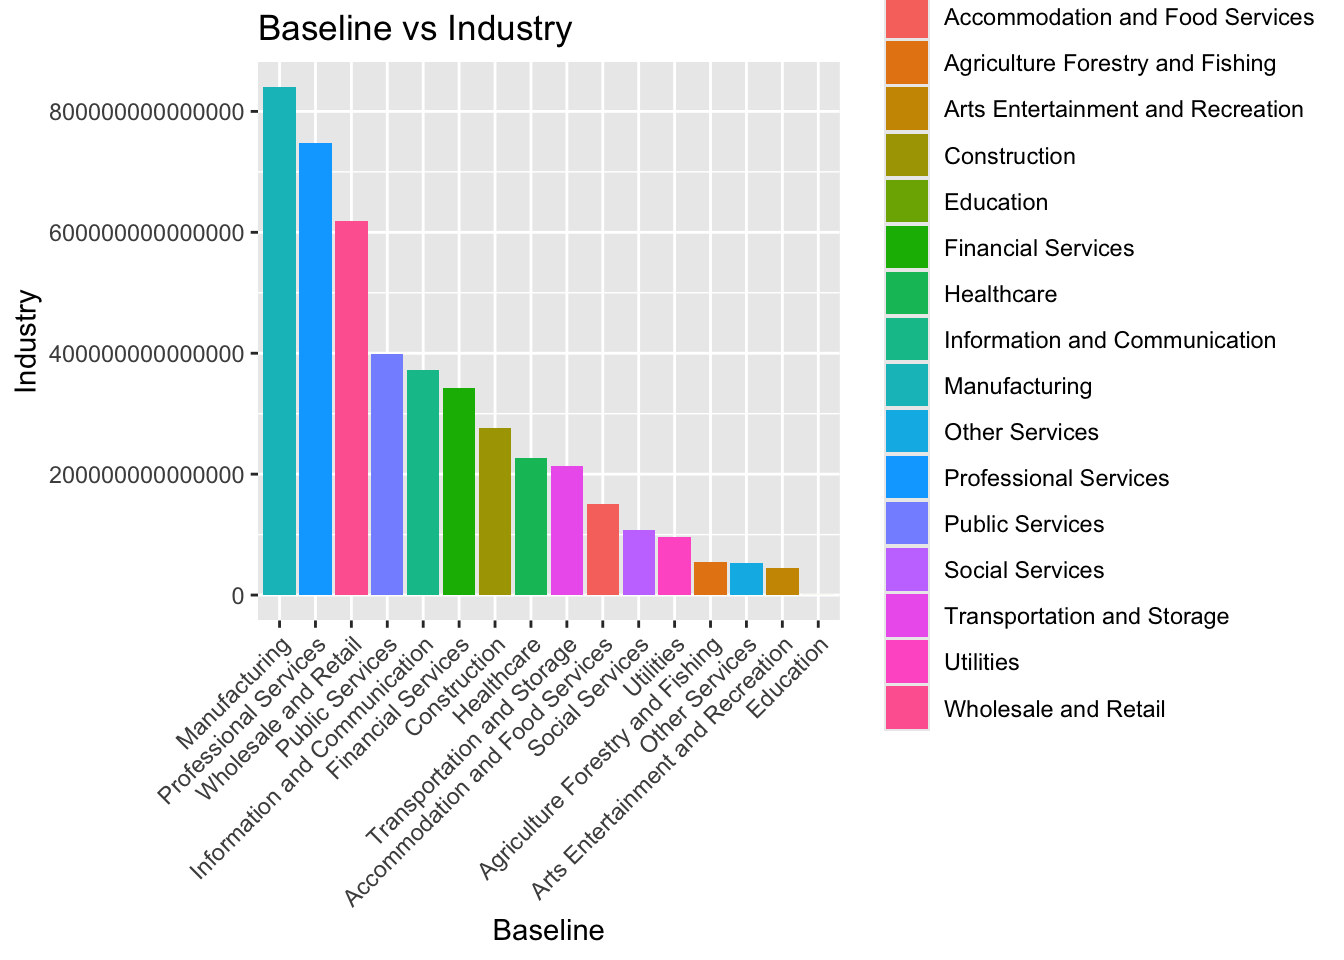 Baseline vs Industry
Industry
800000000000000
600000000000000
400000000000000
200000000000000
0
Manufacturing
Professional Services
Wholesale and Retail
Public Services
Information and Communication
Financial Services
Construction
Healthcare
Transportation and Storage
Accommodation and Food Services
Social Services
Utilities
Agriculture Forestry and Fishing
Other Services
Arts Entertainment and Recreation
Education
Baseline
Accommodation and Food Services
Agriculture Forestry and Fishing
Arts Entertainment and Recreation
Construction
Education
Financial Services
Healthcare
Information and Communication
Manufacturing
Other Services
Professional Services
Public Services
Social Services
Transportation and Storage
Utilities
Wholesale and Retail